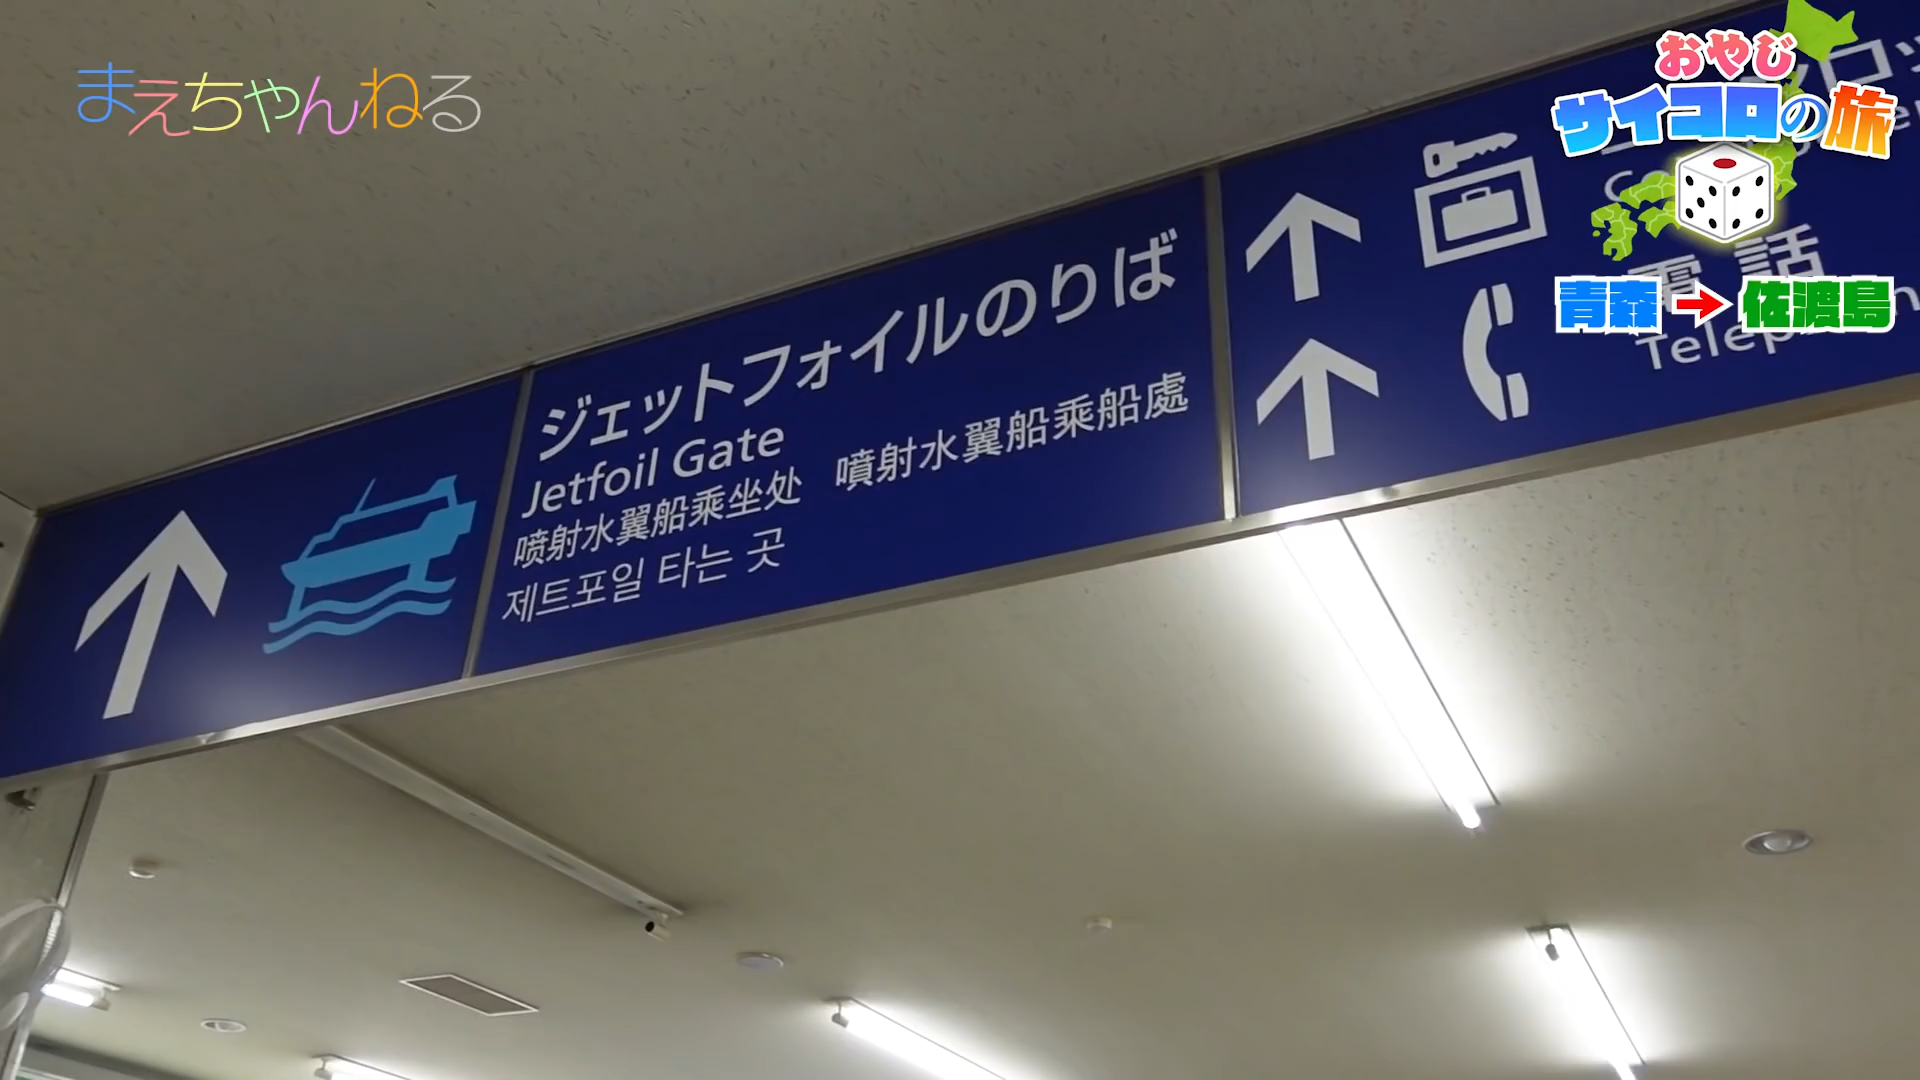 まえちゃんねる
おやじ
サイコロの旅
青森→佐渡島
ジェットフォイルのりば
Jetfoil Gate
喷射水翼船乘坐处 噴射水翼船乘船處
제트포일 타는 곳
電話